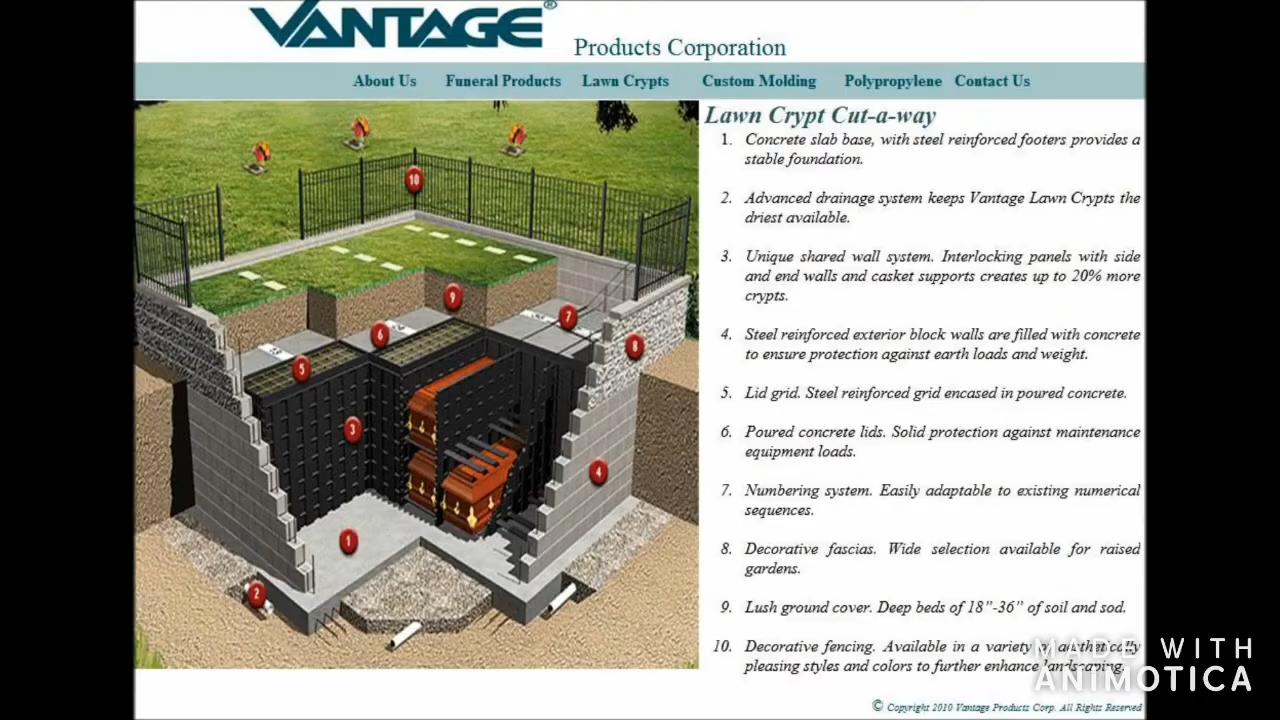 VANTAGE®
Products Corporation
About Us Funeral Products Lawn Crypts Custom Molding Polypropylene Contact Us
Lawn Crypt Cut-a-way
1. Concrete slab base, with steel reinforced footers provides a
stable foundation.
2. Advanced drainage system keeps Vantage Lawn Crypts the
driest available.
3. Unique shared wall system. Interlocking panels with side
and end walls and casket supports creates up to 20% more
crypts.
4. Steel reinforced exterior block walls are filled with concrete
to ensure protection against earth loads and weight.
5. Lid grid. Steel reinforced grid encased in poured concrete.
6. Poured concrete lids. Solid protection against maintenance
equipment loads.
7. Numbering system. Easily adaptable to existing numerical
sequences.
8. Decorative fascias. Wide selection available for raised
gardens.
9. Lush ground cover. Deep beds of 18”-36” of soil and sod.
10. Decorative fencing. Available in a variety of aesthetically
pleasing styles and colors to further enhance landscaping.
© Copyright 2010 Vantage Products Corp. All Rights Reserved
10
9
7
6
8
5
3
4
1
2
MADE WITH
ANIMOTICA